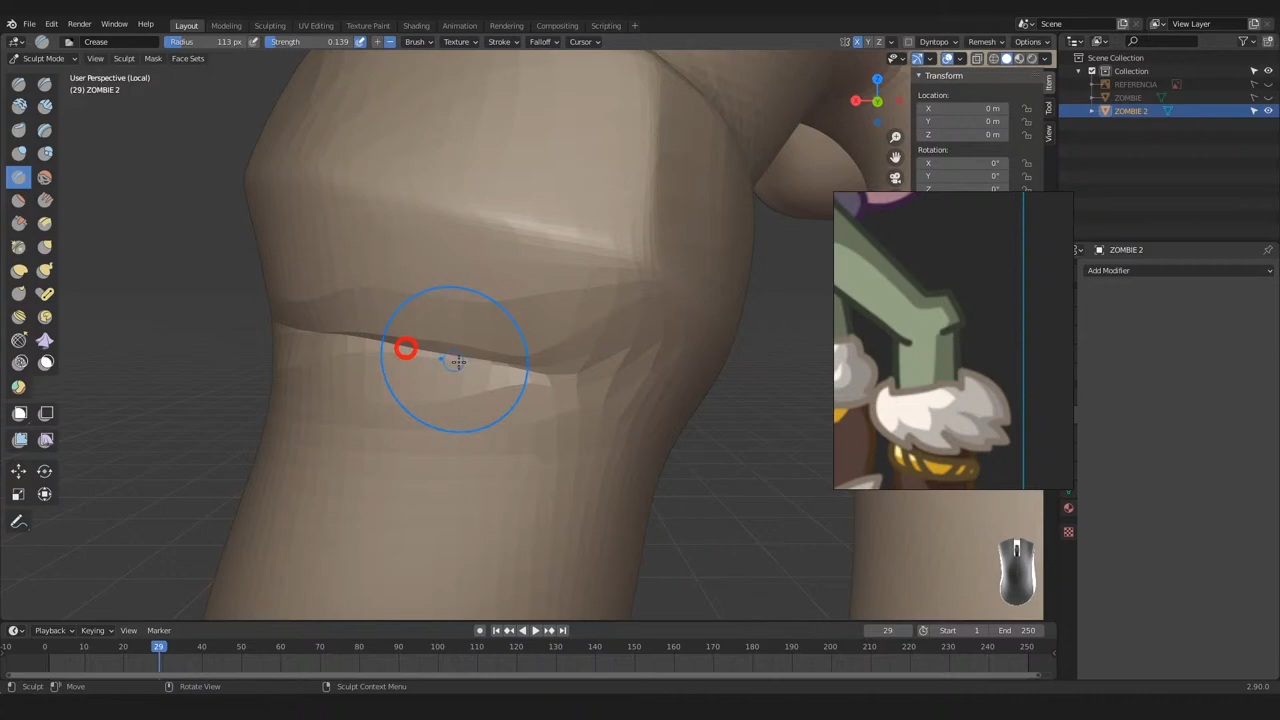 File Edit Render Window Help Layout Modeling Sculpting UV Editing Texture Paint Shading Animation Rendering Compositing Scripting + Scene View Layer
Crease Radius 113 px Strength 0.139 Brush Texture Stroke Falloff Cursor X Y Z Dyntopo Remesh Options
Sculpt Mode View Sculpt Mask Face Sets
User Perspective (Local)
(29) ZOMBIE 2
Z
X
Y
Transform
Location:
X 0 m
Y 0 m
Z 0 m
Rotation:
X 0°
Y 0°
Z
Item
Tool
View
Scene Collection
Collection
REFERENCIA
ZOMBIE
ZOMBIE 2
ZOMBIE 2
Add Modifier
Playback Keying View Marker 29 Start 1 End 250
-10 0 10 20 29 40 50 60 70 80 90 100 110 120 130 140 150 160 170 180 190 200 210 220 230 240 250
Sculpt Move Rotate View Sculpt Context Menu 2.90.0